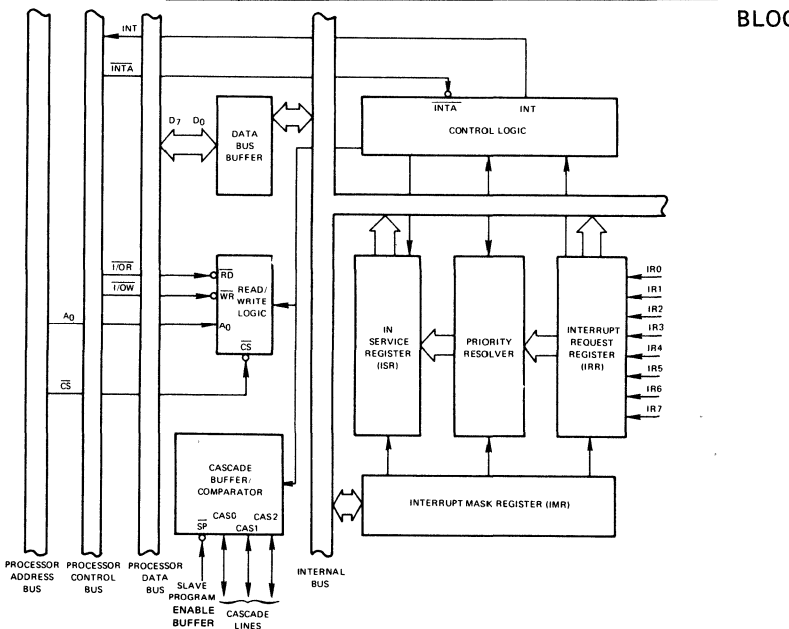 BLOC
INT
INTA
INTA INT
CONTROL LOGIC
D7 D0
DATA
BUS
BUFFER
I/OR
I/OW
A0
CS
RD
WR
A0
READ/
WRITE
LOGIC
CS
IN
SERVICE
REGISTER
(ISR)
PRIORITY
RESOLVER
INTERRUPT
REQUEST
REGISTER
(IRR)
IR0
IR1
IR2
IR3
IR4
IR5
IR6
IR7
CASCADE
BUFFER/
COMPARATOR
SP CAS0 CAS1 CAS2
INTERRUPT MASK REGISTER (IMR)
PROCESSOR
ADDRESS
BUS
PROCESSOR
CONTROL
BUS
PROCESSOR
DATA
BUS
SLAVE
PROGRAM
ENABLE
BUFFER
CASCADE
LINES
INTERNAL
BUS